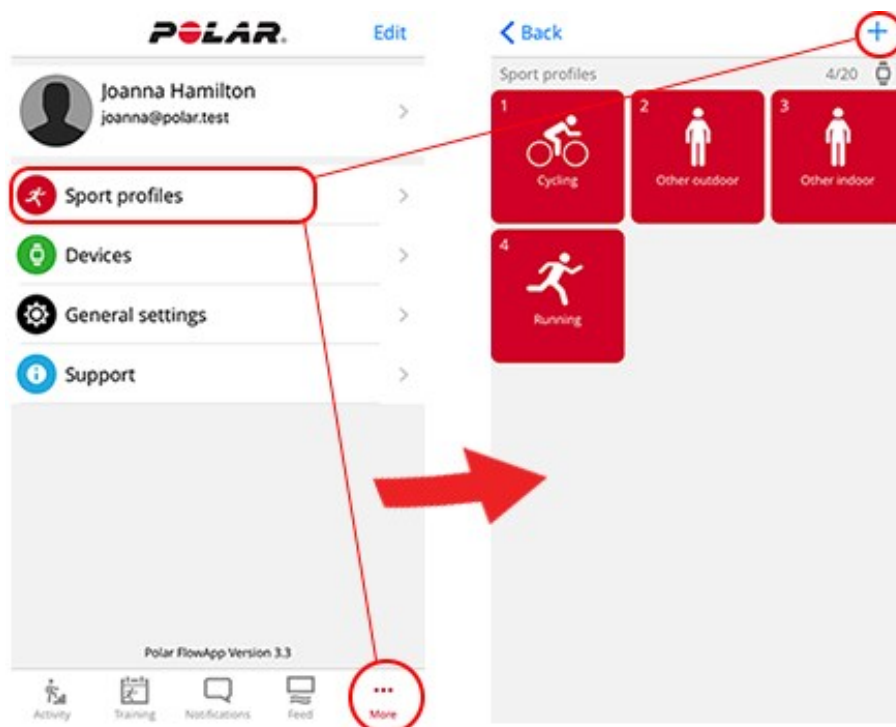 POLAR.
Edit
Joanna Hamilton
joanna@polar.test
Sport profiles
Devices
General settings
Support
Polar FlowApp Version 3.3
Activity
Training
Notifications
Feed
More
Back
+
Sport profiles
4/20
1
Cycling
2
Other outdoor
3
Other indoor
4
Running